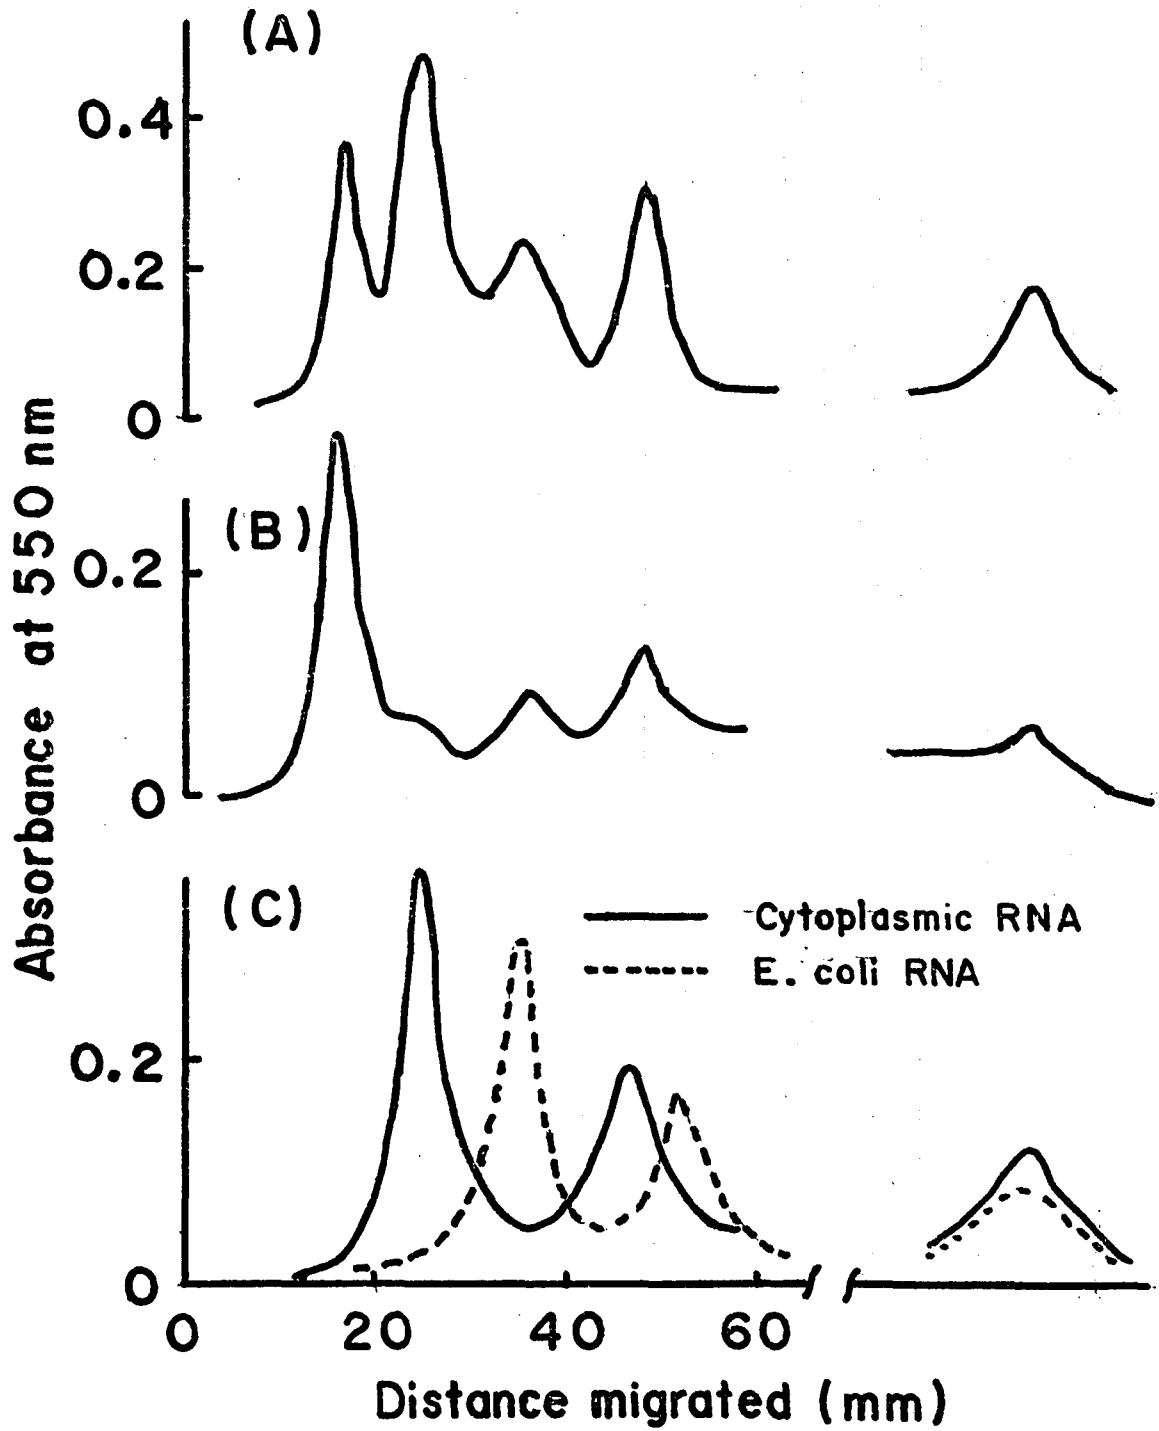 (A)
0.4
0.2
0
(B)
0.2
0
(C)
Cytoplasmic RNA
E. coli RNA
0.2
0
0 20 40 60
Distance migrated (mm)
Absorbance at 550 nm